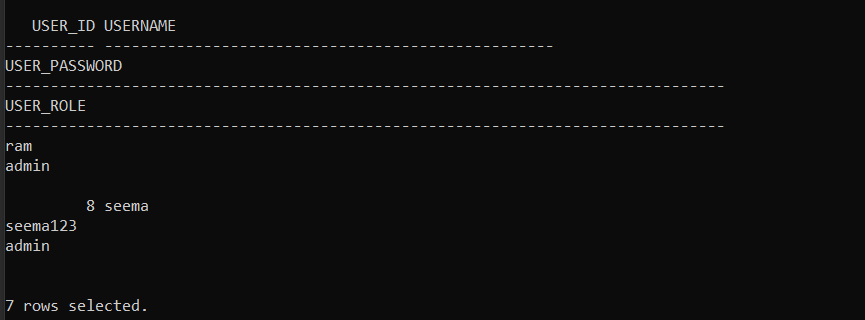 USER_ID USERNAME
---------- --------------------------------------------------
USER_PASSWORD
--------------------------------------------------------------------------------
USER_ROLE
--------------------------------------------------------------------------------
ram
admin

         8 seema
seema123
admin


7 rows selected.